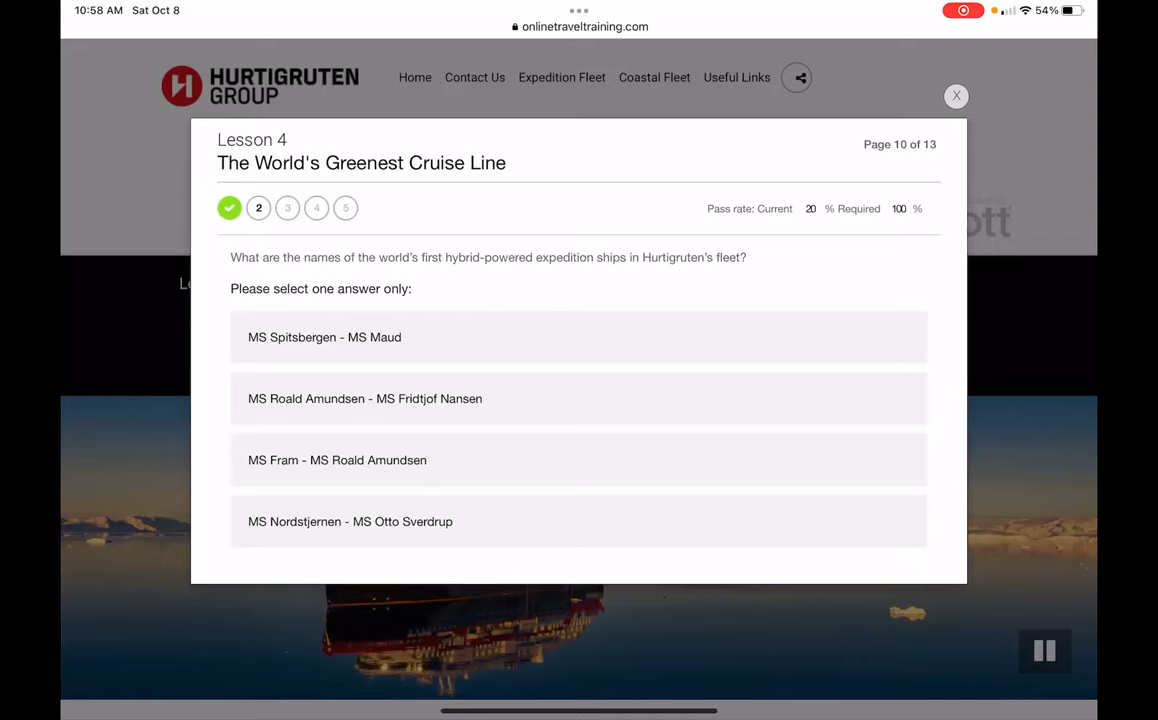 10:58 AM Sat Oct 8
54%
onlinetraveltraining.com
HURTIGRUTEN
GROUP
Home Contact Us Expedition Fleet Coastal Fleet Useful Links
X
Lesson 4
Page 10 of 13
The World's Greenest Cruise Line
2 3 4 5
Pass rate: Current 20 % Required 100 %
ott
What are the names of the world's first hybrid-powered expedition ships in Hurtigruten's fleet?
Please select one answer only:
MS Spitsbergen - MS Maud
MS Roald Amundsen - MS Fridtjof Nansen
MS Fram - MS Roald Amundsen
MS Nordstjernen - MS Otto Sverdrup